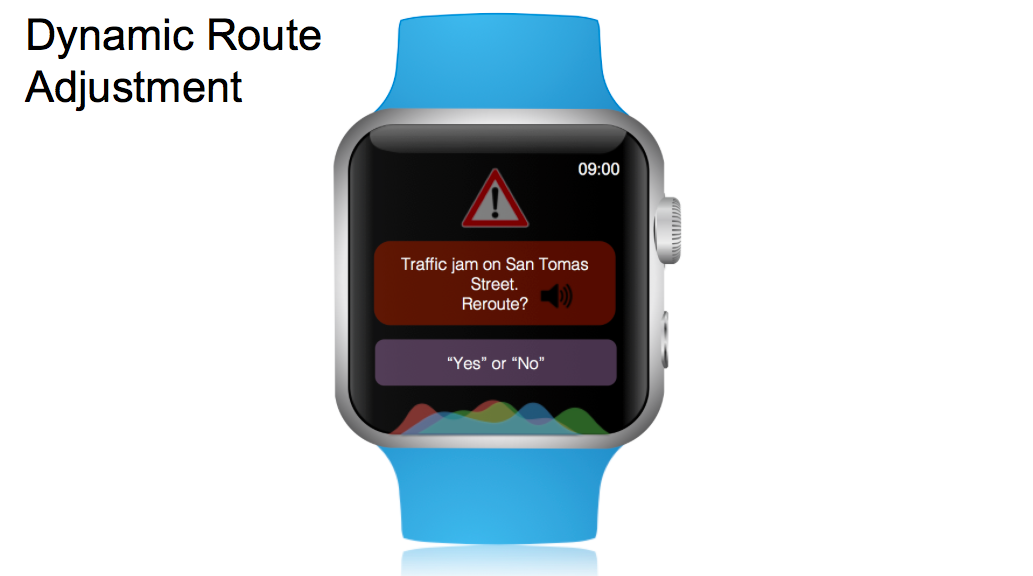 Dynamic Route
Adjustment
09:00
!
Traffic jam on San Tomas
Street.
Reroute?
“Yes” or “No”